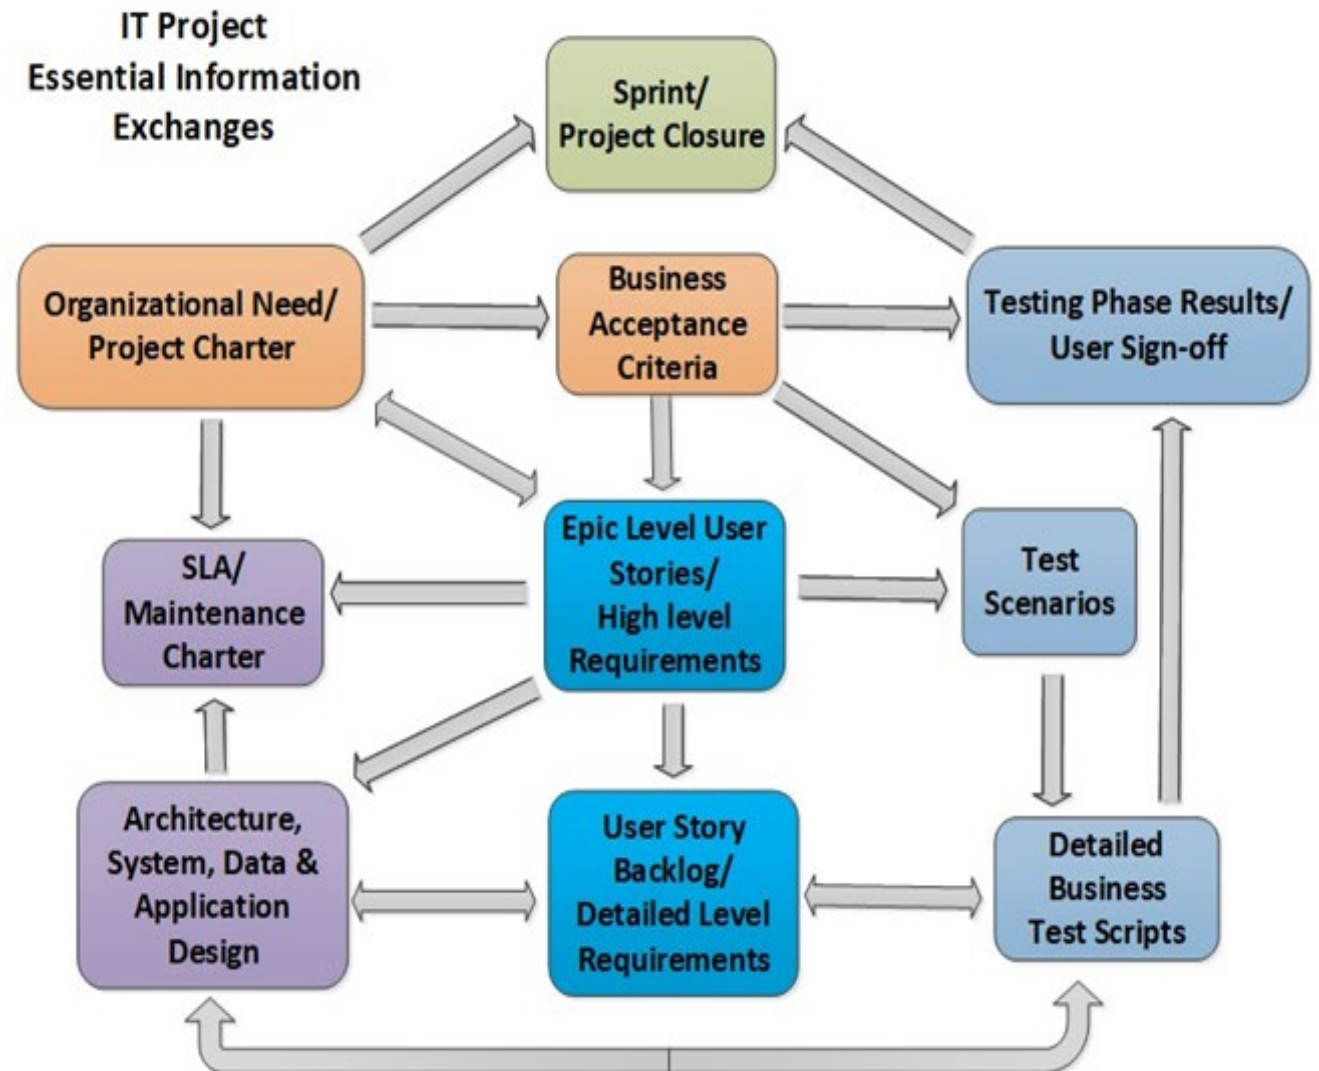 IT Project
Essential Information
Exchanges
Sprint/
Project Closure
Organizational Need/
Project Charter
Business
Acceptance
Criteria
Testing Phase Results/
User Sign-off
SLA/
Maintenance
Charter
Epic Level User
Stories/
High level
Requirements
Test
Scenarios
Architecture,
System, Data &
Application
Design
User Story
Backlog/
Detailed Level
Requirements
Detailed
Business
Test Scripts